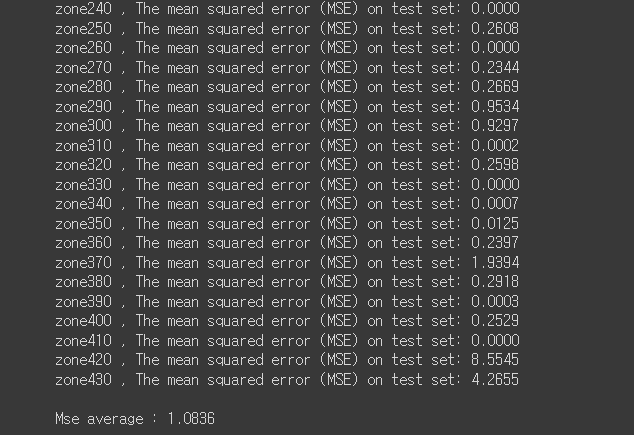 zone240 , The mean squared error (MSE) on test set: 0.0000
zone250 , The mean squared error (MSE) on test set: 0.2608
zone260 , The mean squared error (MSE) on test set: 0.0000
zone270 , The mean squared error (MSE) on test set: 0.2344
zone280 , The mean squared error (MSE) on test set: 0.2669
zone290 , The mean squared error (MSE) on test set: 0.9534
zone300 , The mean squared error (MSE) on test set: 0.9297
zone310 , The mean squared error (MSE) on test set: 0.0002
zone320 , The mean squared error (MSE) on test set: 0.2598
zone330 , The mean squared error (MSE) on test set: 0.0000
zone340 , The mean squared error (MSE) on test set: 0.0007
zone350 , The mean squared error (MSE) on test set: 0.0125
zone360 , The mean squared error (MSE) on test set: 0.2397
zone370 , The mean squared error (MSE) on test set: 1.9394
zone380 , The mean squared error (MSE) on test set: 0.2918
zone390 , The mean squared error (MSE) on test set: 0.0003
zone400 , The mean squared error (MSE) on test set: 0.2529
zone410 , The mean squared error (MSE) on test set: 0.0000
zone420 , The mean squared error (MSE) on test set: 8.5545
zone430 , The mean squared error (MSE) on test set: 4.2655
Mse average : 1.0836